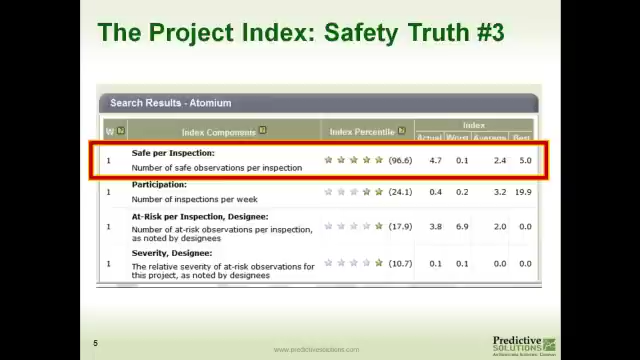 The Project Index: Safety Truth #3
Search Results - Atomium
Index
W Index Components Index Percentile Actual Worst Average Best
1 Safe per Inspection: (96.6) 4.7 0.1 2.4 5.0
Number of safe observations per inspection
1 Participation: (24.1) 0.4 0.2 3.2 19.9
Number of inspections per week
1 At-Risk per Inspection, Designee: (17.9) 3.8 6.9 2.0 0.0
Number of at-risk observations per inspection,
as noted by designees
1 Severity, Designee: (10.7) 0.1 0.1 0.0 0.0
The relative severity of at-risk observations for
this project, as noted by designees
5
www.predictivesolutions.com
Predictive
SOLUTIONS